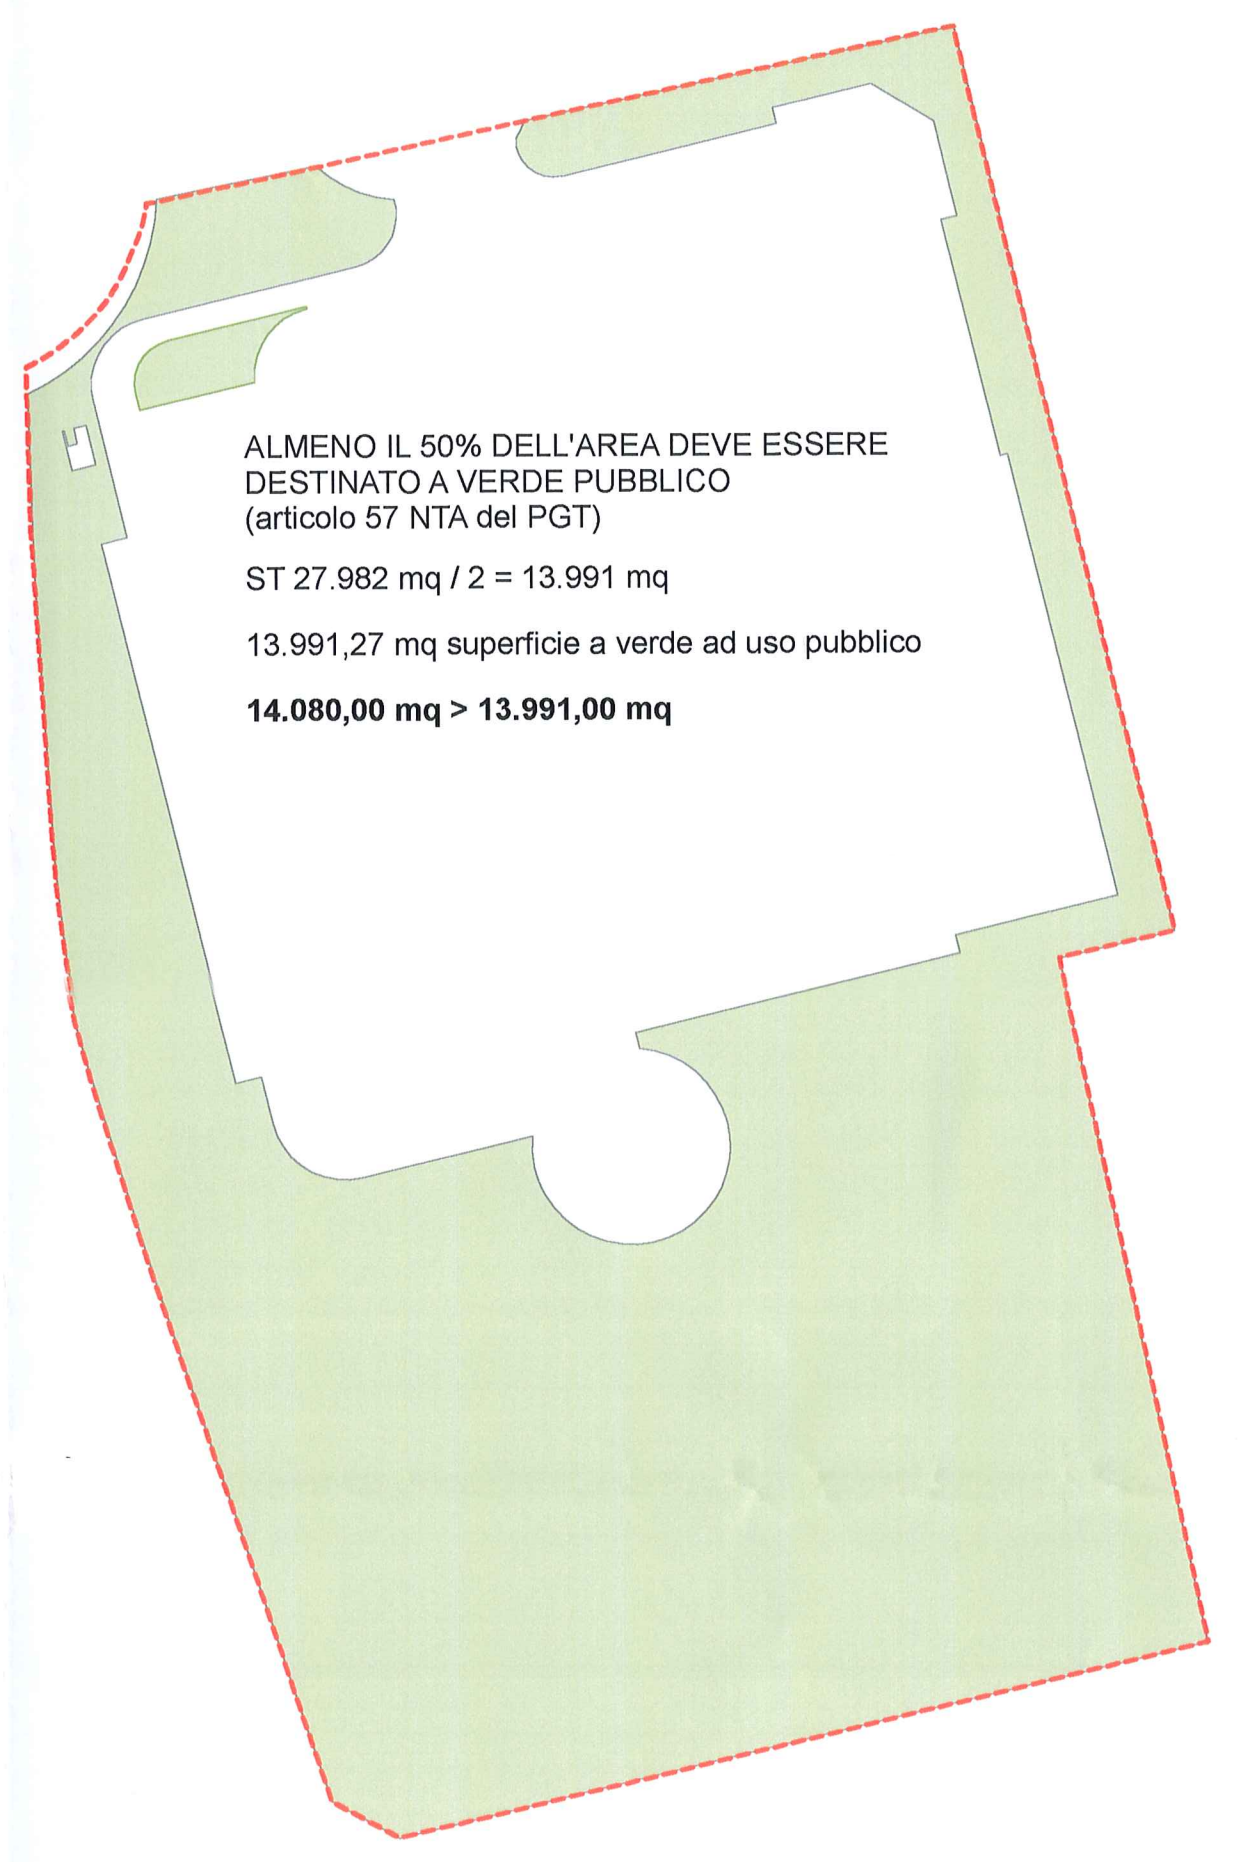 ALMENO IL 50% DELL'AREA DEVE ESSERE
DESTINATO A VERDE PUBBLICO
(articolo 57 NTA del PGT)
ST 27.982 mq / 2 = 13.991 mq
13.991,27 mq superficie a verde ad uso pubblico
14.080,00 mq > 13.991,00 mq